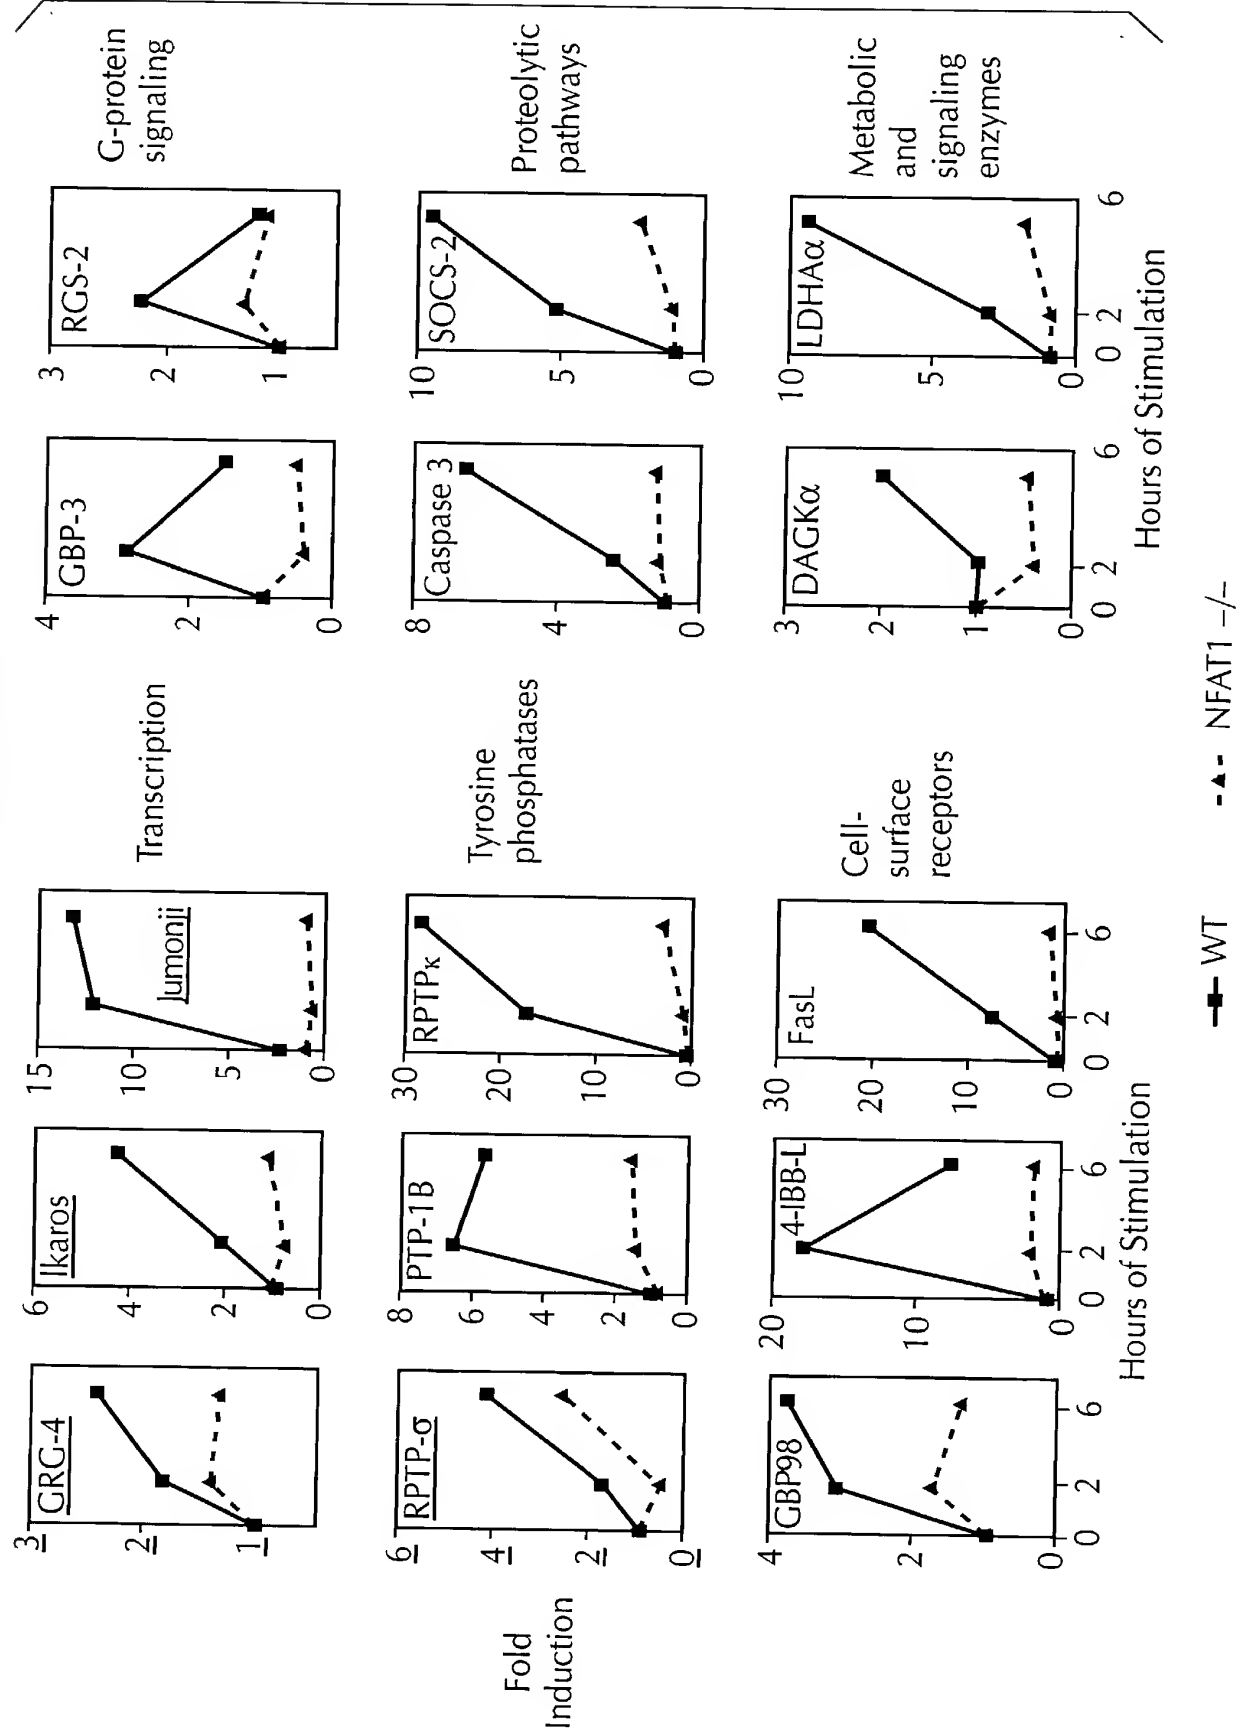 Fold
Induction
GRG-4
3
2
1
Ikaros
6
4
2
0
Jumonji
15
10
5
0
Transcription
GBP-3
4
2
0
RGS-2
3
2
1
G-protein
signaling
RPTP-σ
6
4
2
0
PTP-1B
8
6
4
2
0
RPTPκ
30
20
10
0
Tyrosine
phosphatases
Caspase 3
8
4
0
SOCS-2
10
5
0
Proteolytic
pathways
GBP98
4
2
0
0 2 6
4-IBB-L
20
10
0
0 2 6
FasL
30
20
10
0
0 2 6
Cell-
surface
receptors
DAGKα
3
2
1
0
0 2 6
LDHAα
10
5
0
0 2 6
Metabolic
and
signaling
enzymes
Hours of Stimulation
Hours of Stimulation
WT
NFAT1 –/–